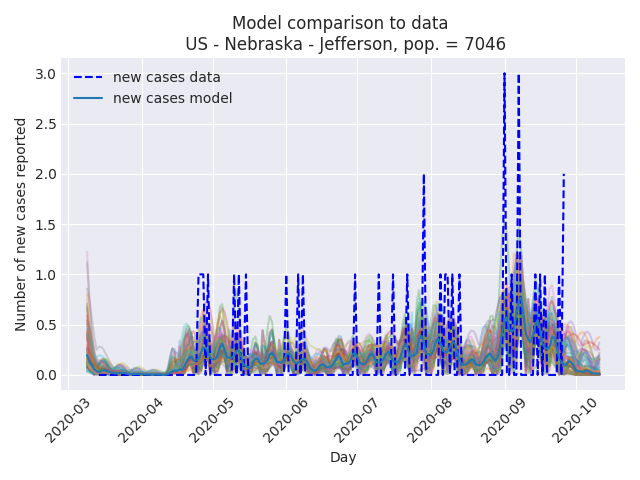 Model comparison to data
US - Nebraska - Jefferson, pop. = 7046
new cases data
new cases model
Number of new cases reported
3.0
2.5
2.0
1.5
1.0
0.5
0.0
2020-03
2020-04
2020-05
2020-06
2020-07
2020-08
2020-09
2020-10
Day